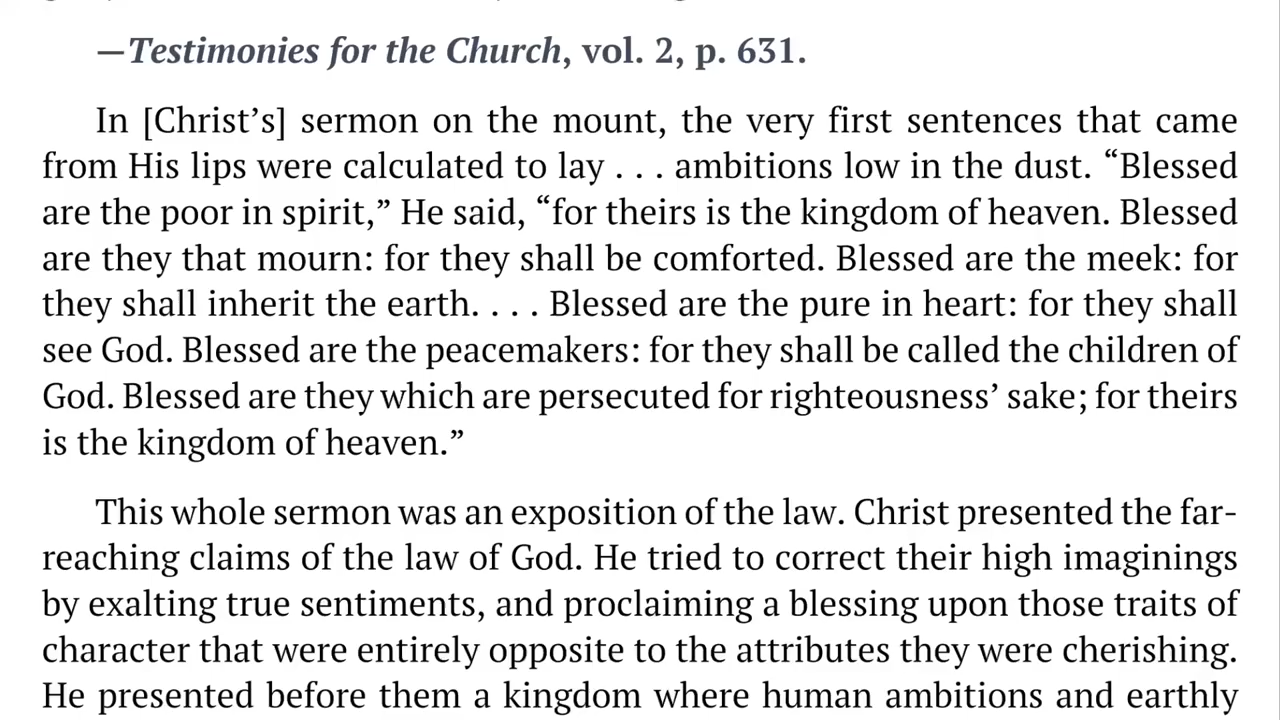 —Testimonies for the Church, vol. 2, p. 631.
In [Christ’s] sermon on the mount, the very first sentences that came
from His lips were calculated to lay . . . ambitions low in the dust. “Blessed
are the poor in spirit,” He said, “for theirs is the kingdom of heaven. Blessed
are they that mourn: for they shall be comforted. Blessed are the meek: for
they shall inherit the earth. . . . Blessed are the pure in heart: for they shall
see God. Blessed are the peacemakers: for they shall be called the children of
God. Blessed are they which are persecuted for righteousness’ sake; for theirs
is the kingdom of heaven.”
This whole sermon was an exposition of the law. Christ presented the far-
reaching claims of the law of God. He tried to correct their high imaginings
by exalting true sentiments, and proclaiming a blessing upon those traits of
character that were entirely opposite to the attributes they were cherishing.
He presented before them a kingdom where human ambitions and earthly